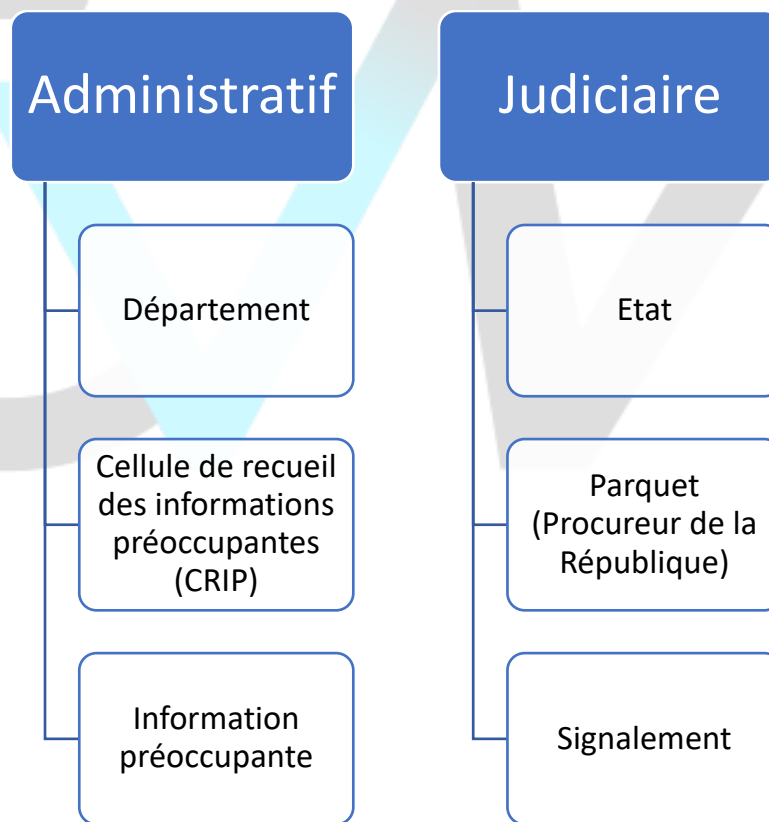 Administratif
Département
Cellule de recueil
des informations
préoccupantes
(CRIP)
Information
préoccupante
Judiciaire
Etat
Parquet
(Procureur de la
République)
Signalement